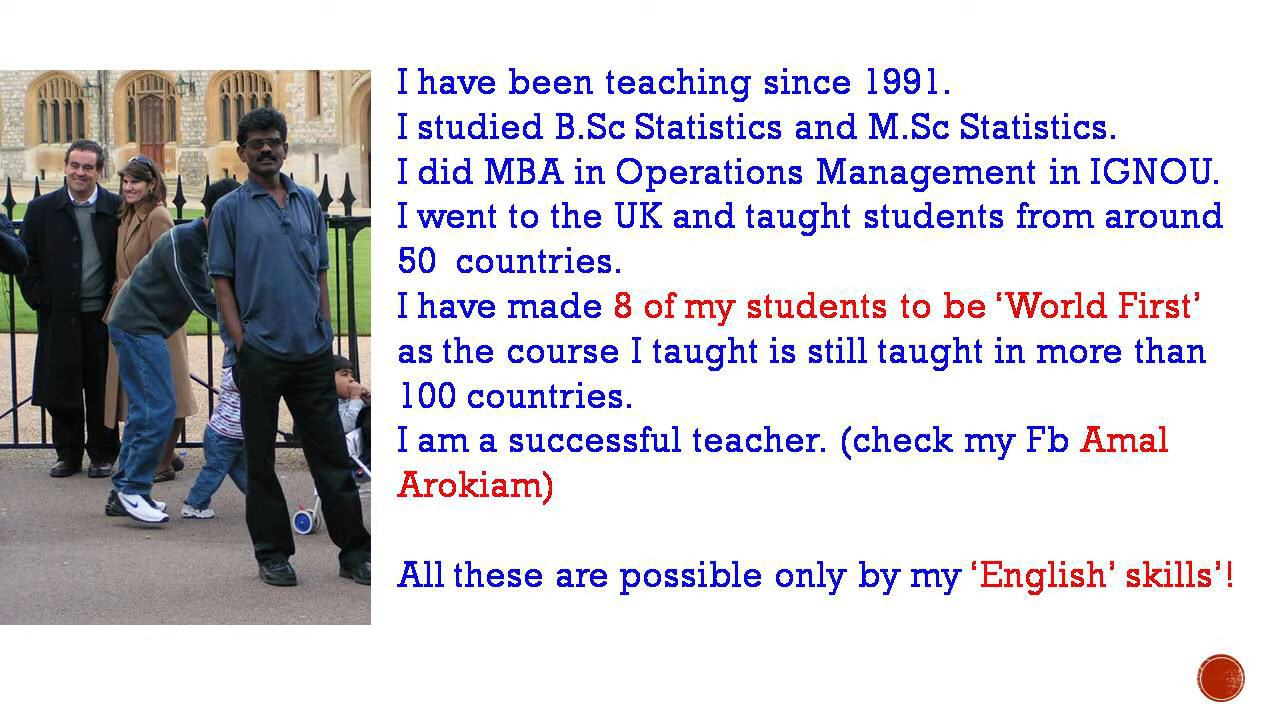 I have been teaching since 1991.
I studied B.Sc Statistics and M.Sc Statistics.
I did MBA in Operations Management in IGNOU.
I went to the UK and taught students from around
50  countries.
I have made 8 of my students to be ‘World First’
as the course I taught is still taught in more than
100 countries.
I am a successful teacher. (check my Fb Amal
Arokiam)
All these are possible only by my ‘English’ skills’!